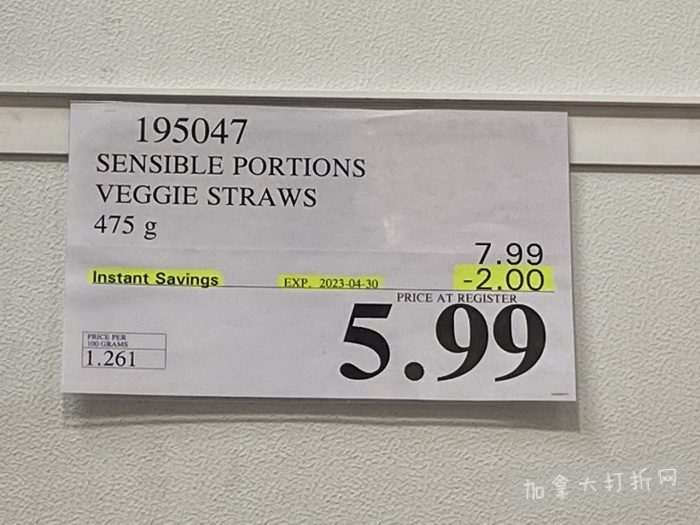 195047
SENSIBLE PORTIONS
VEGGIE STRAWS
475 g
7.99
Instant Savings EXP. 2023-04-30 -2.00
PRICE AT REGISTER
5.99
PRICE PER
100 GRAMS
1.261
加拿大打折网